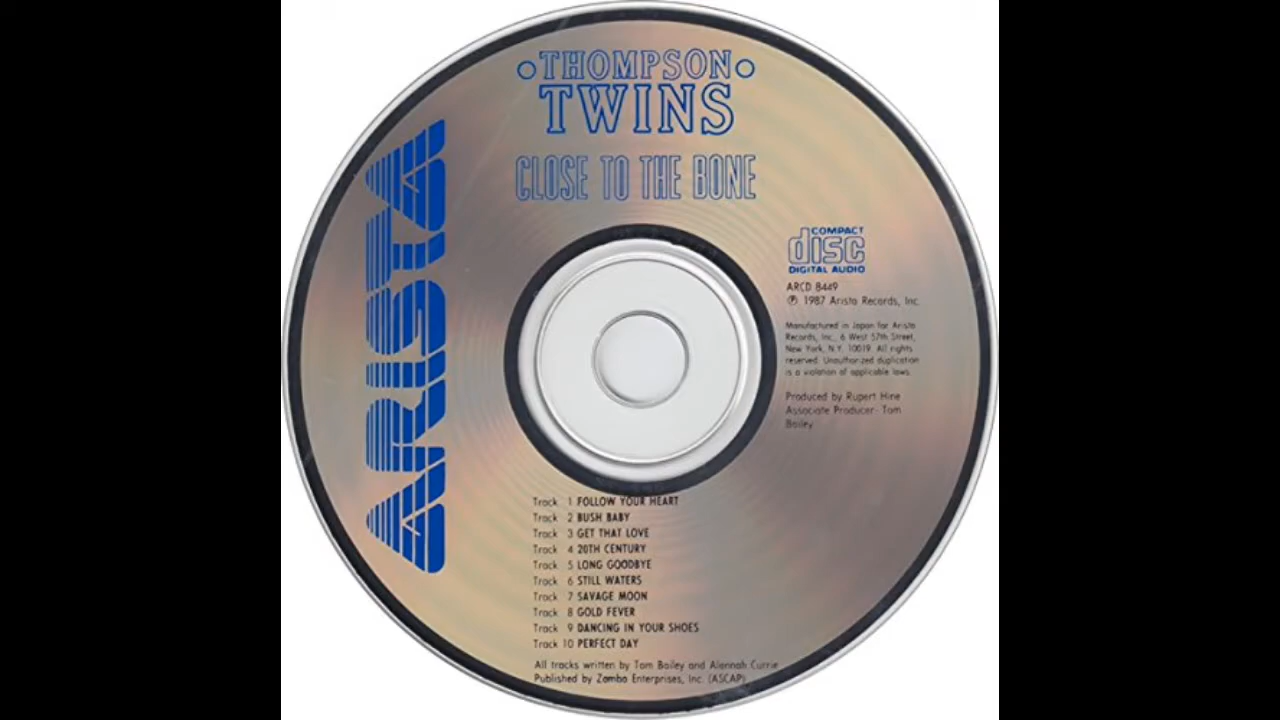 THOMPSON
TWINS
CLOSE TO THE BONE
ARISTA
COMPACT
disc
DIGITAL AUDIO
ARCD 8449
℗ 1987 Arista Records, Inc.
Manufactured in Japan for Arista
Records, Inc., 6 West 57th Street,
New York, N.Y. 10019. All rights
reserved. Unauthorized duplication
is a violation of applicable laws.
Produced by Rupert Hine
Associate Producer- Tom
Bailey
Track 1 FOLLOW YOUR HEART
Track 2 BUSH BABY
Track 3 GET THAT LOVE
Track 4 20TH CENTURY
Track 5 LONG GOODBYE
Track 6 STILL WATERS
Track 7 SAVAGE MOON
Track 8 GOLD FEVER
Track 9 DANCING IN YOUR SHOES
Track 10 PERFECT DAY
All tracks written by Tom Bailey and Alannah Currie
Published by Zomba Enterprises, Inc. (ASCAP)